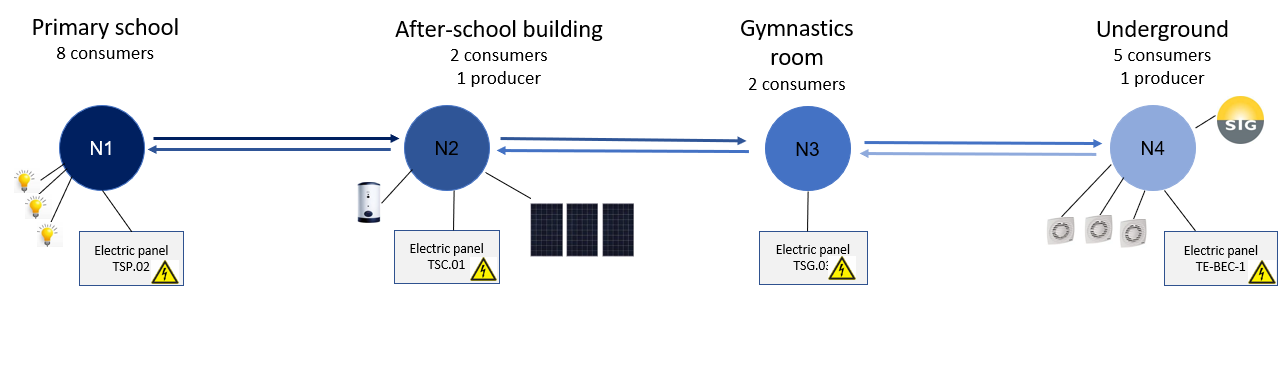 Primary school
8 consumers
After-school building
2 consumers
1 producer
Gymnastics
room
2 consumers
Underground
5 consumers
1 producer
N1
N2
N3
N4
SIG
Electric panel
TSP.02
Electric panel
TSC.01
Electric panel
Electric panel
TE-BEC-1